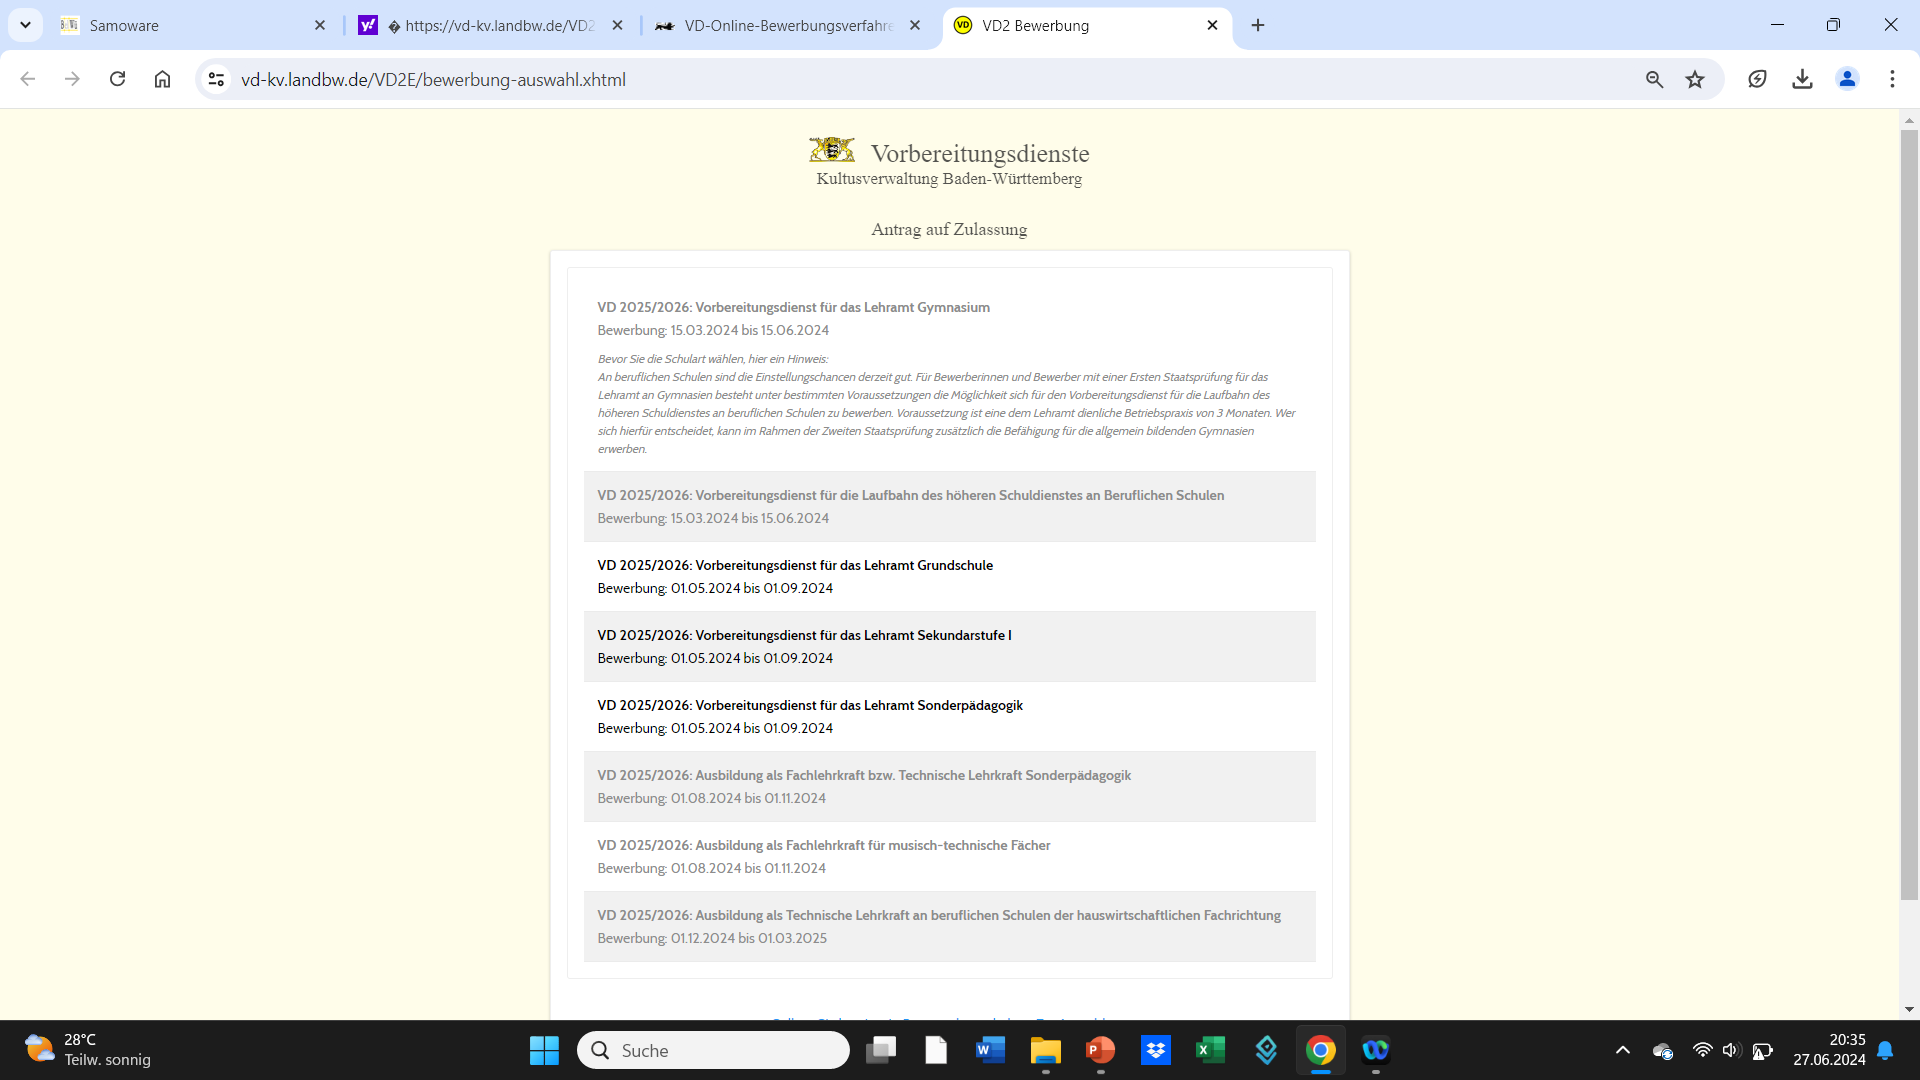 Samoware
� https://vd-kv.landbw.de/VD2
VD-Online-Bewerbungsverfahre
VD2 Bewerbung
vd-kv.landbw.de/VD2E/bewerbung-auswahl.xhtml
Vorbereitungsdienste
Kultusverwaltung Baden-Württemberg
Antrag auf Zulassung
VD 2025/2026: Vorbereitungsdienst für das Lehramt Gymnasium
Bewerbung: 15.03.2024 bis 15.06.2024
Bevor Sie die Schulart wählen, hier ein Hinweis:
An beruflichen Schulen sind die Einstellungschancen derzeit gut. Für Bewerberinnen und Bewerber mit einer Ersten Staatsprüfung für das
Lehramt an Gymnasien besteht unter bestimmten Voraussetzungen die Möglichkeit sich für den Vorbereitungsdienst für die Laufbahn des
höheren Schuldienstes an beruflichen Schulen zu bewerben. Voraussetzung ist eine dem Lehramt dienliche Betriebspraxis von 3 Monaten. Wer
sich hierfür entscheidet, kann im Rahmen der Zweiten Staatsprüfung zusätzlich die Befähigung für die allgemein bildenden Gymnasien
erwerben.
VD 2025/2026: Vorbereitungsdienst für die Laufbahn des höheren Schuldienstes an Beruflichen Schulen
Bewerbung: 15.03.2024 bis 15.06.2024
VD 2025/2026: Vorbereitungsdienst für das Lehramt Grundschule
Bewerbung: 01.05.2024 bis 01.09.2024
VD 2025/2026: Vorbereitungsdienst für das Lehramt Sekundarstufe I
Bewerbung: 01.05.2024 bis 01.09.2024
VD 2025/2026: Vorbereitungsdienst für das Lehramt Sonderpädagogik
Bewerbung: 01.05.2024 bis 01.09.2024
VD 2025/2026: Ausbildung als Fachlehrkraft bzw. Technische Lehrkraft Sonderpädagogik
Bewerbung: 01.08.2024 bis 01.11.2024
VD 2025/2026: Ausbildung als Fachlehrkraft für musisch-technische Fächer
Bewerbung: 01.08.2024 bis 01.11.2024
VD 2025/2026: Ausbildung als Technische Lehrkraft an beruflichen Schulen der hauswirtschaftlichen Fachrichtung
Bewerbung: 01.12.2024 bis 01.03.2025
28°C
Teilw. sonnig
Suche
20:35
27.06.2024